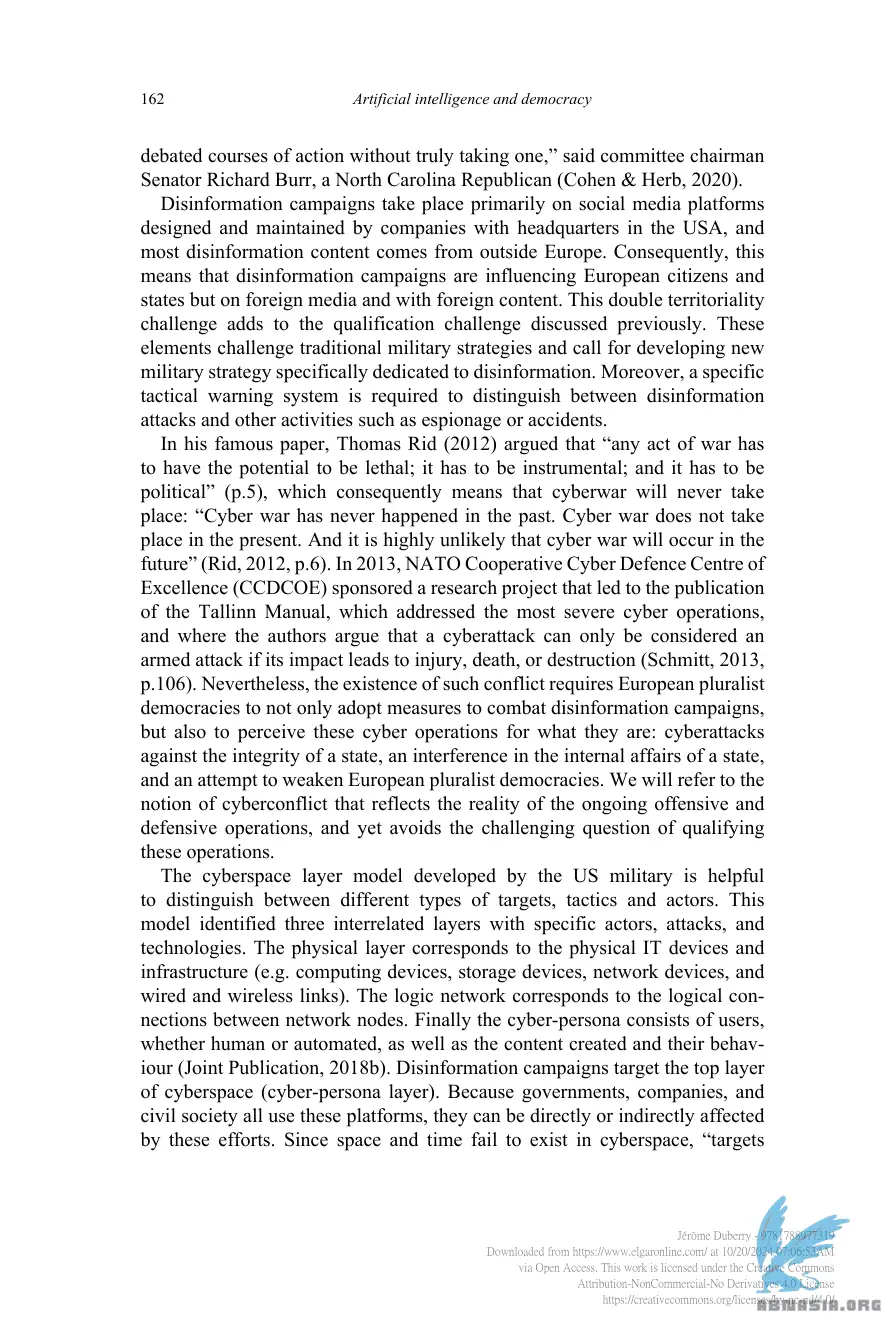 162 Artificial intelligence and democracy
debated courses of action without truly taking one,” said committee chairman
Senator Richard Burr, a North Carolina Republican (Cohen & Herb, 2020).
Disinformation campaigns take place primarily on social media platforms
designed and maintained by companies with headquarters in the USA, and
most disinformation content comes from outside Europe. Consequently, this
means that disinformation campaigns are influencing European citizens and
states but on foreign media and with foreign content. This double territoriality
challenge adds to the qualification challenge discussed previously. These
elements challenge traditional military strategies and call for developing new
military strategy specifically dedicated to disinformation. Moreover, a specific
tactical warning system is required to distinguish between disinformation
attacks and other activities such as espionage or accidents.
In his famous paper, Thomas Rid (2012) argued that “any act of war has
to have the potential to be lethal; it has to be instrumental; and it has to be
political” (p.5), which consequently means that cyberwar will never take
place: “Cyber war has never happened in the past. Cyber war does not take
place in the present. And it is highly unlikely that cyber war will occur in the
future” (Rid, 2012, p.6). In 2013, NATO Cooperative Cyber Defence Centre of
Excellence (CCDCOE) sponsored a research project that led to the publication
of the Tallinn Manual, which addressed the most severe cyber operations,
and where the authors argue that a cyberattack can only be considered an
armed attack if its impact leads to injury, death, or destruction (Schmitt, 2013,
p.106). Nevertheless, the existence of such conflict requires European pluralist
democracies to not only adopt measures to combat disinformation campaigns,
but also to perceive these cyber operations for what they are: cyberattacks
against the integrity of a state, an interference in the internal affairs of a state,
and an attempt to weaken European pluralist democracies. We will refer to the
notion of cyberconflict that reflects the reality of the ongoing offensive and
defensive operations, and yet avoids the challenging question of qualifying
these operations.
The cyberspace layer model developed by the US military is helpful
to distinguish between different types of targets, tactics and actors. This
model identified three interrelated layers with specific actors, attacks, and
technologies. The physical layer corresponds to the physical IT devices and
infrastructure (e.g. computing devices, storage devices, network devices, and
wired and wireless links). The logic network corresponds to the logical con-
nections between network nodes. Finally the cyber-persona consists of users,
whether human or automated, as well as the content created and their behav-
iour (Joint Publication, 2018b). Disinformation campaigns target the top layer
of cyberspace (cyber-persona layer). Because governments, companies, and
civil society all use these platforms, they can be directly or indirectly affected
by these efforts. Since space and time fail to exist in cyberspace, “targets
Jérôme Duberry - 9781788977319
Downloaded from https://www.elgaronline.com/ at 10/20/2024 07:06:53AM
via Open Access. This work is licensed under the Creative Commons
Attribution-NonCommercial-No Derivatives 4.0 License
https://creativecommons.org/licenses/by-nc-nd/4.0/
ABNASIA.ORG